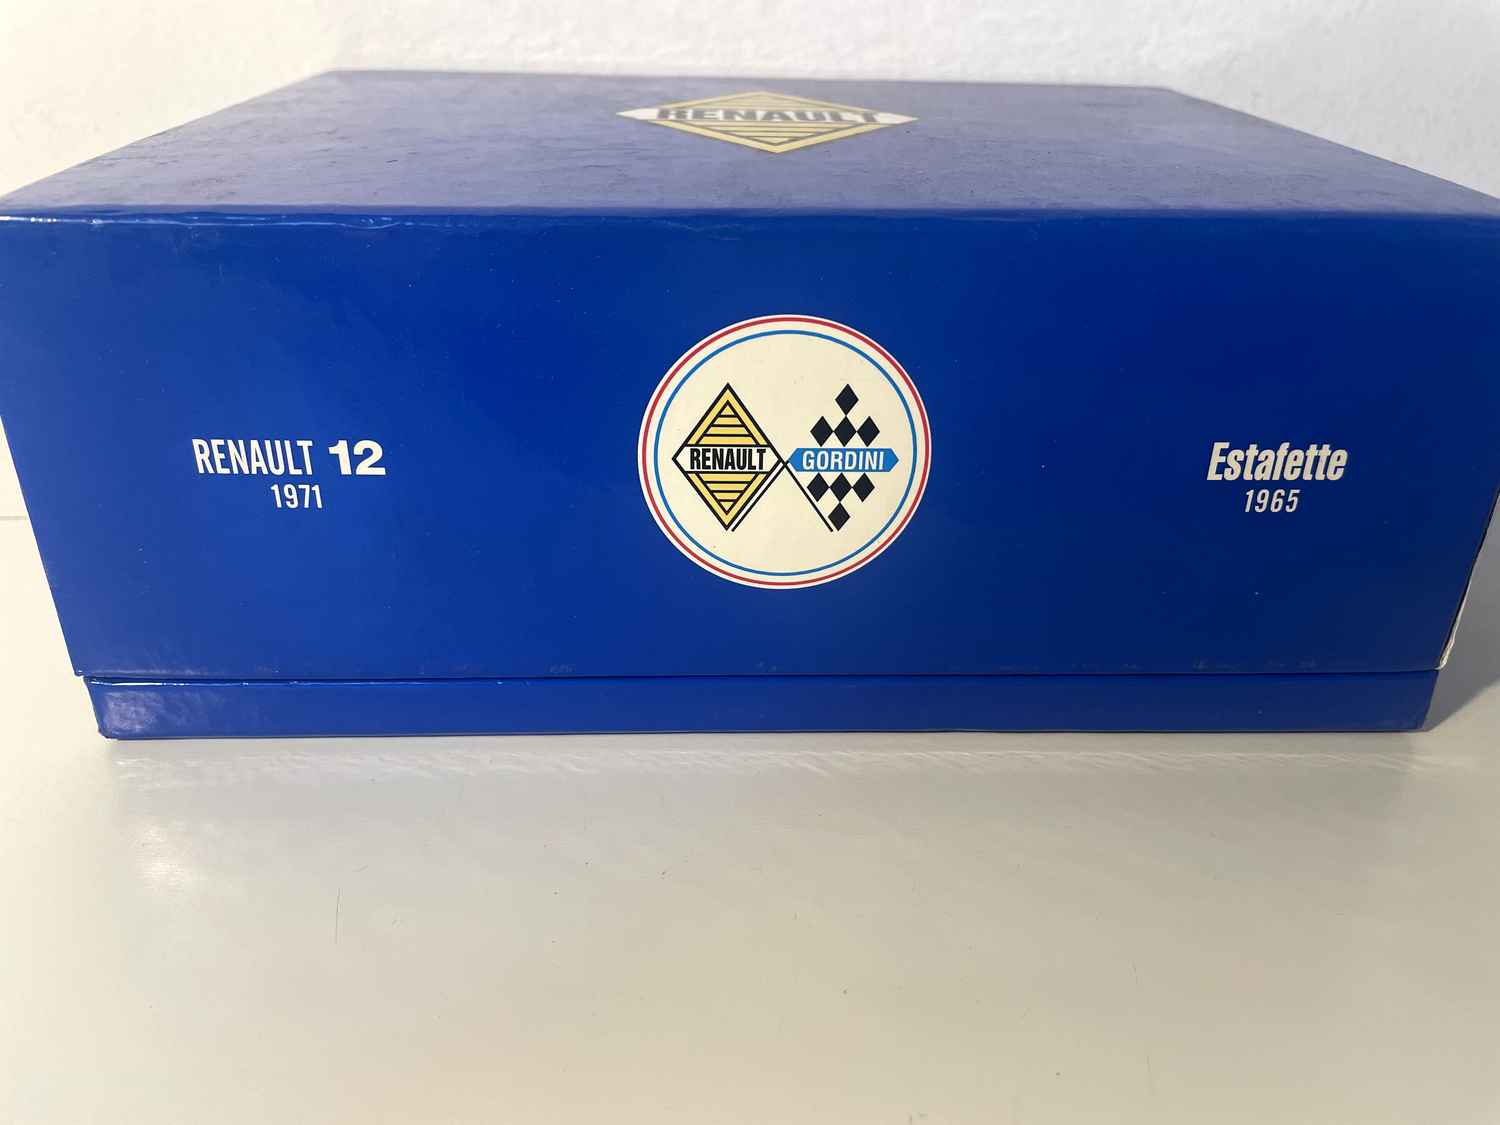 RENAULT
RENAULT 12
1971
RENAULT GORDINI
Estafette
1965